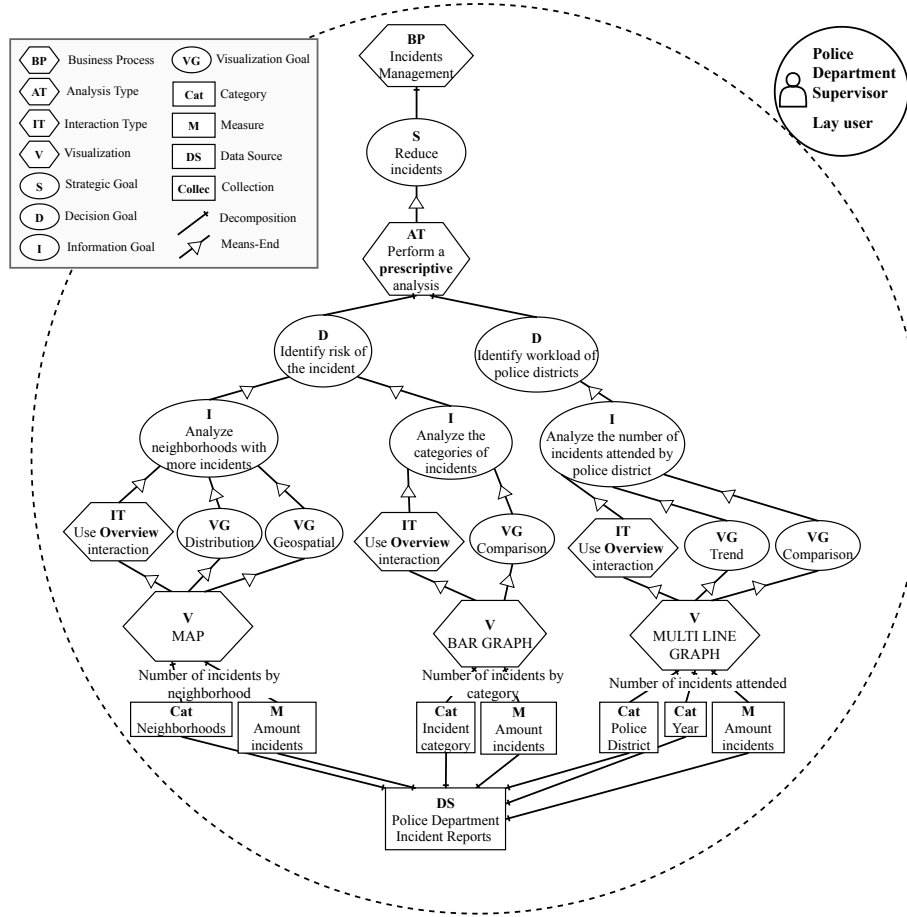 BP
Business Process
AT
Analysis Type
IT
Interaction Type
V
Visualization
S
Strategic Goal
D
Decision Goal
I
Information Goal
VG
Visualization Goal
Cat
Category
M
Measure
DS
Data Source
Collec
Collection
Decomposition
Means-End
Police
Department
Supervisor
Lay user
BP
Incidents
Management
S
Reduce
incidents
AT
Perform a
prescriptive
analysis
D
Identify risk of
the incident
D
Identify workload of
police districts
I
Analyze
neighborhoods with
more incidents
I
Analyze the
categories of
incidents
I
Analyze the number of
incidents attended by
police district
IT
Use Overview
interaction
VG
Distribution
VG
Geospatial
IT
Use Overview
interaction
VG
Comparison
IT
Use Overview
interaction
VG
Trend
VG
Comparison
V
MAP
V
BAR GRAPH
V
MULTI LINE
GRAPH
Number of incidents by
neighborhood
Number of incidents by
category
Number of incidents attended
Cat
Neighborhoods
M
Amount
incidents
Cat
Incident
category
M
Amount
incidents
Cat
Police
District
Cat
Year
M
Amount
incidents
DS
Police Department
Incident Reports